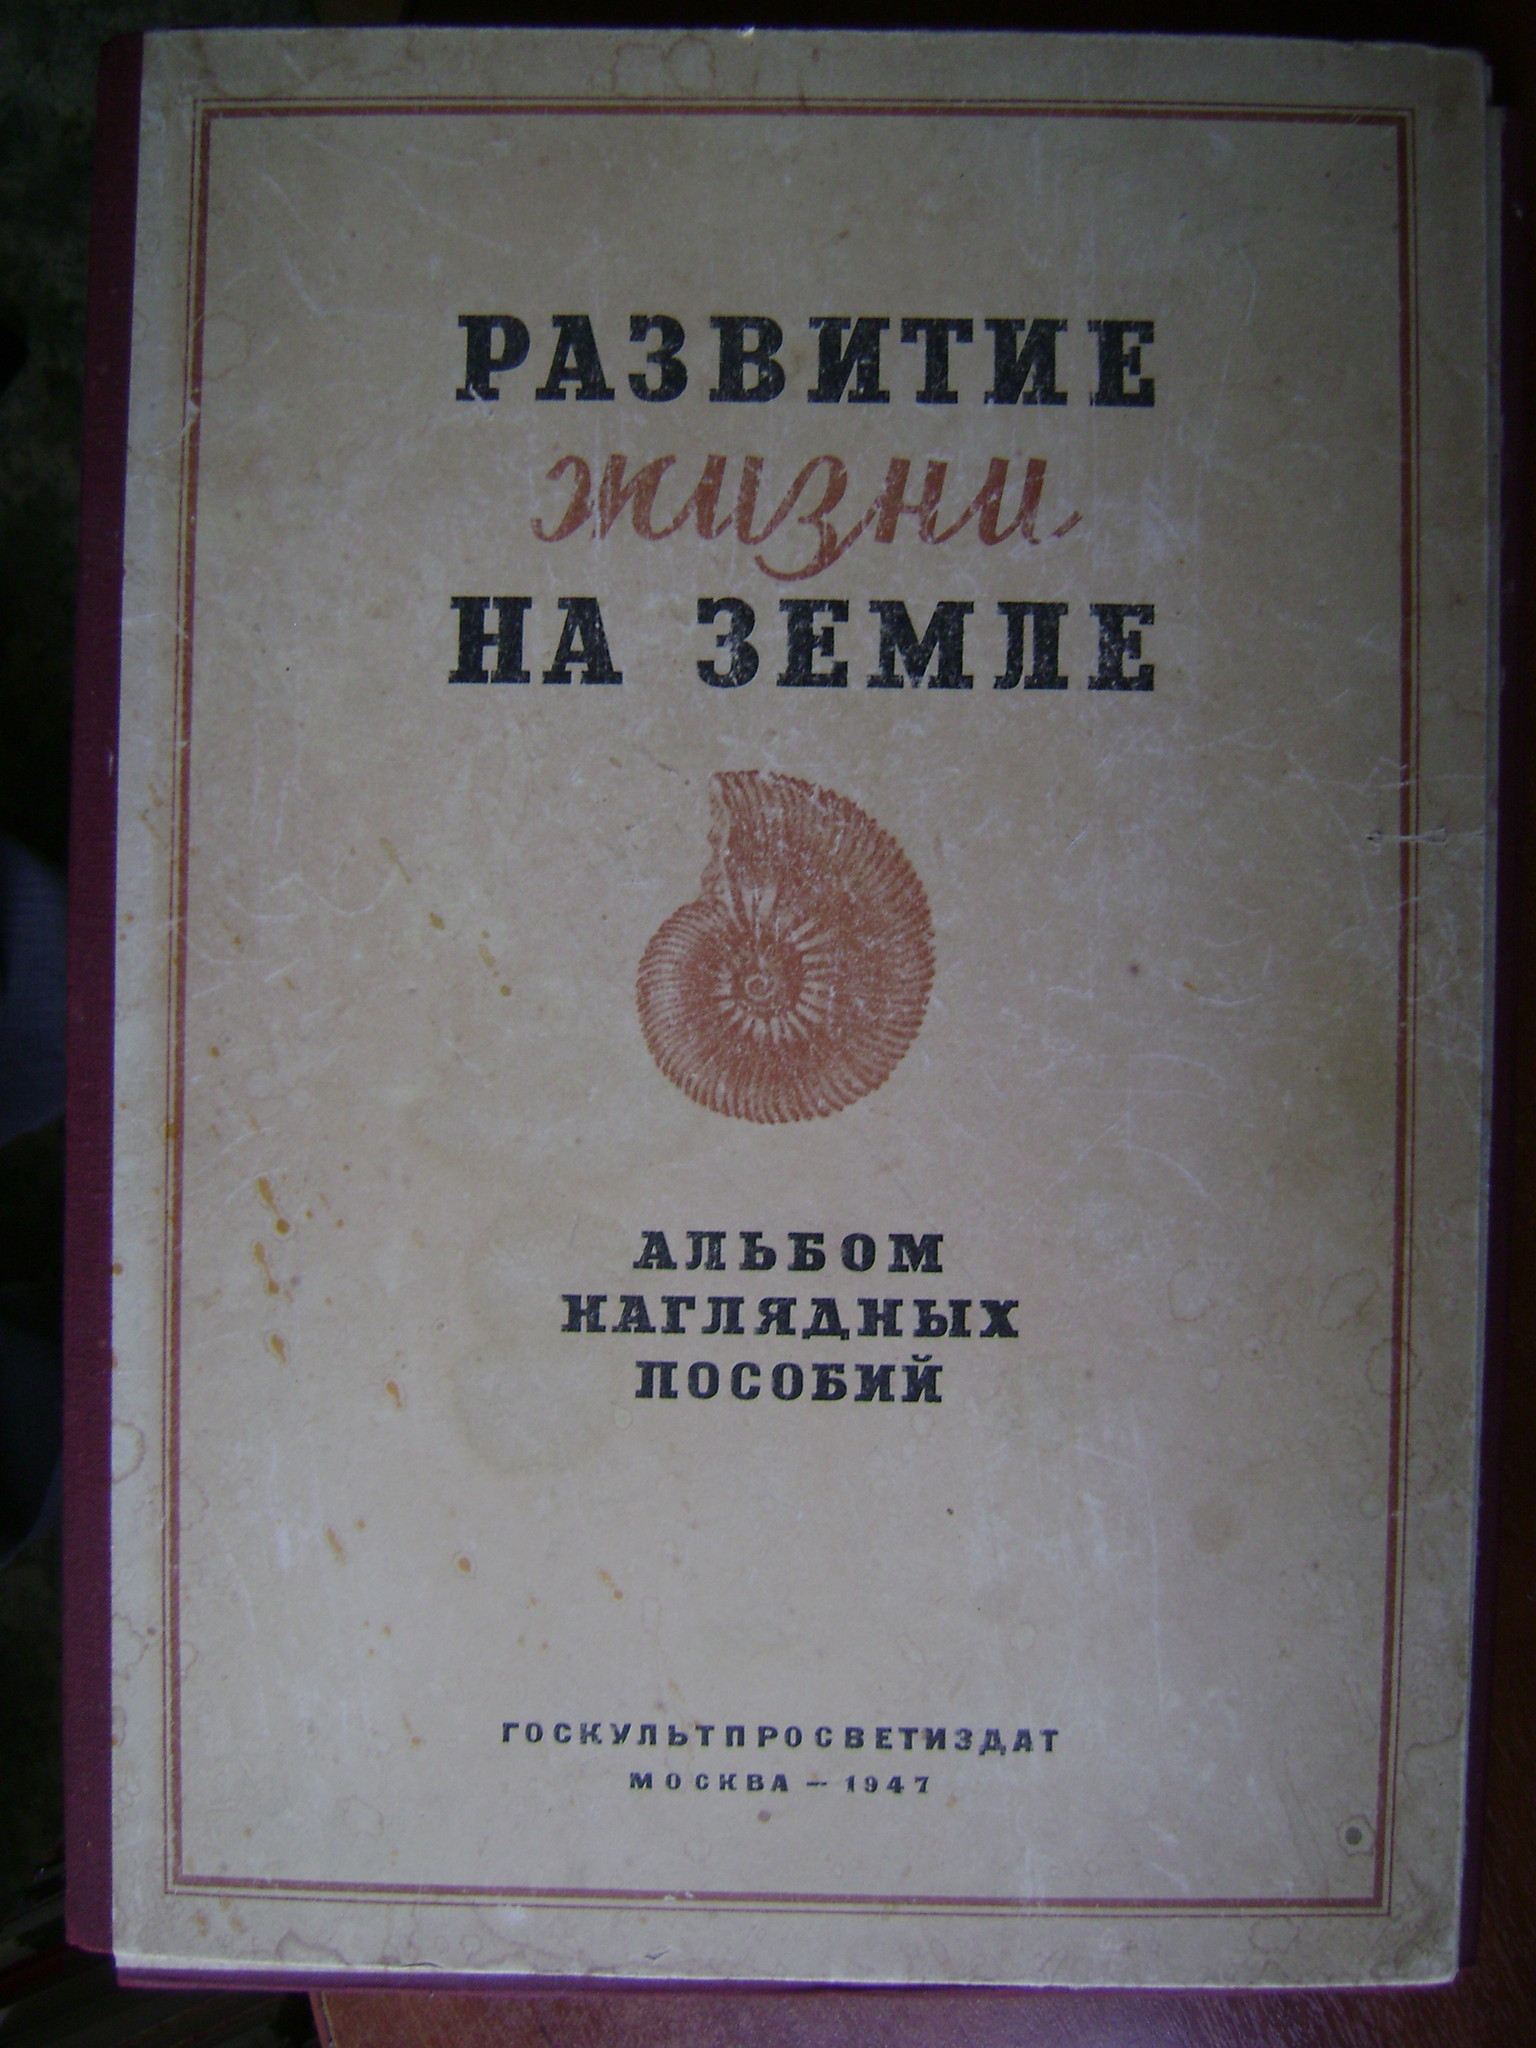 РАЗВИТИЕ
жизни
НА ЗЕМЛЕ
АЛЬБОМ
НАГЛЯДНЫХ
ПОСОБИЙ
ГОСКУЛЬТПРОСВЕТИЗДАТ
МОСКВА — 1947